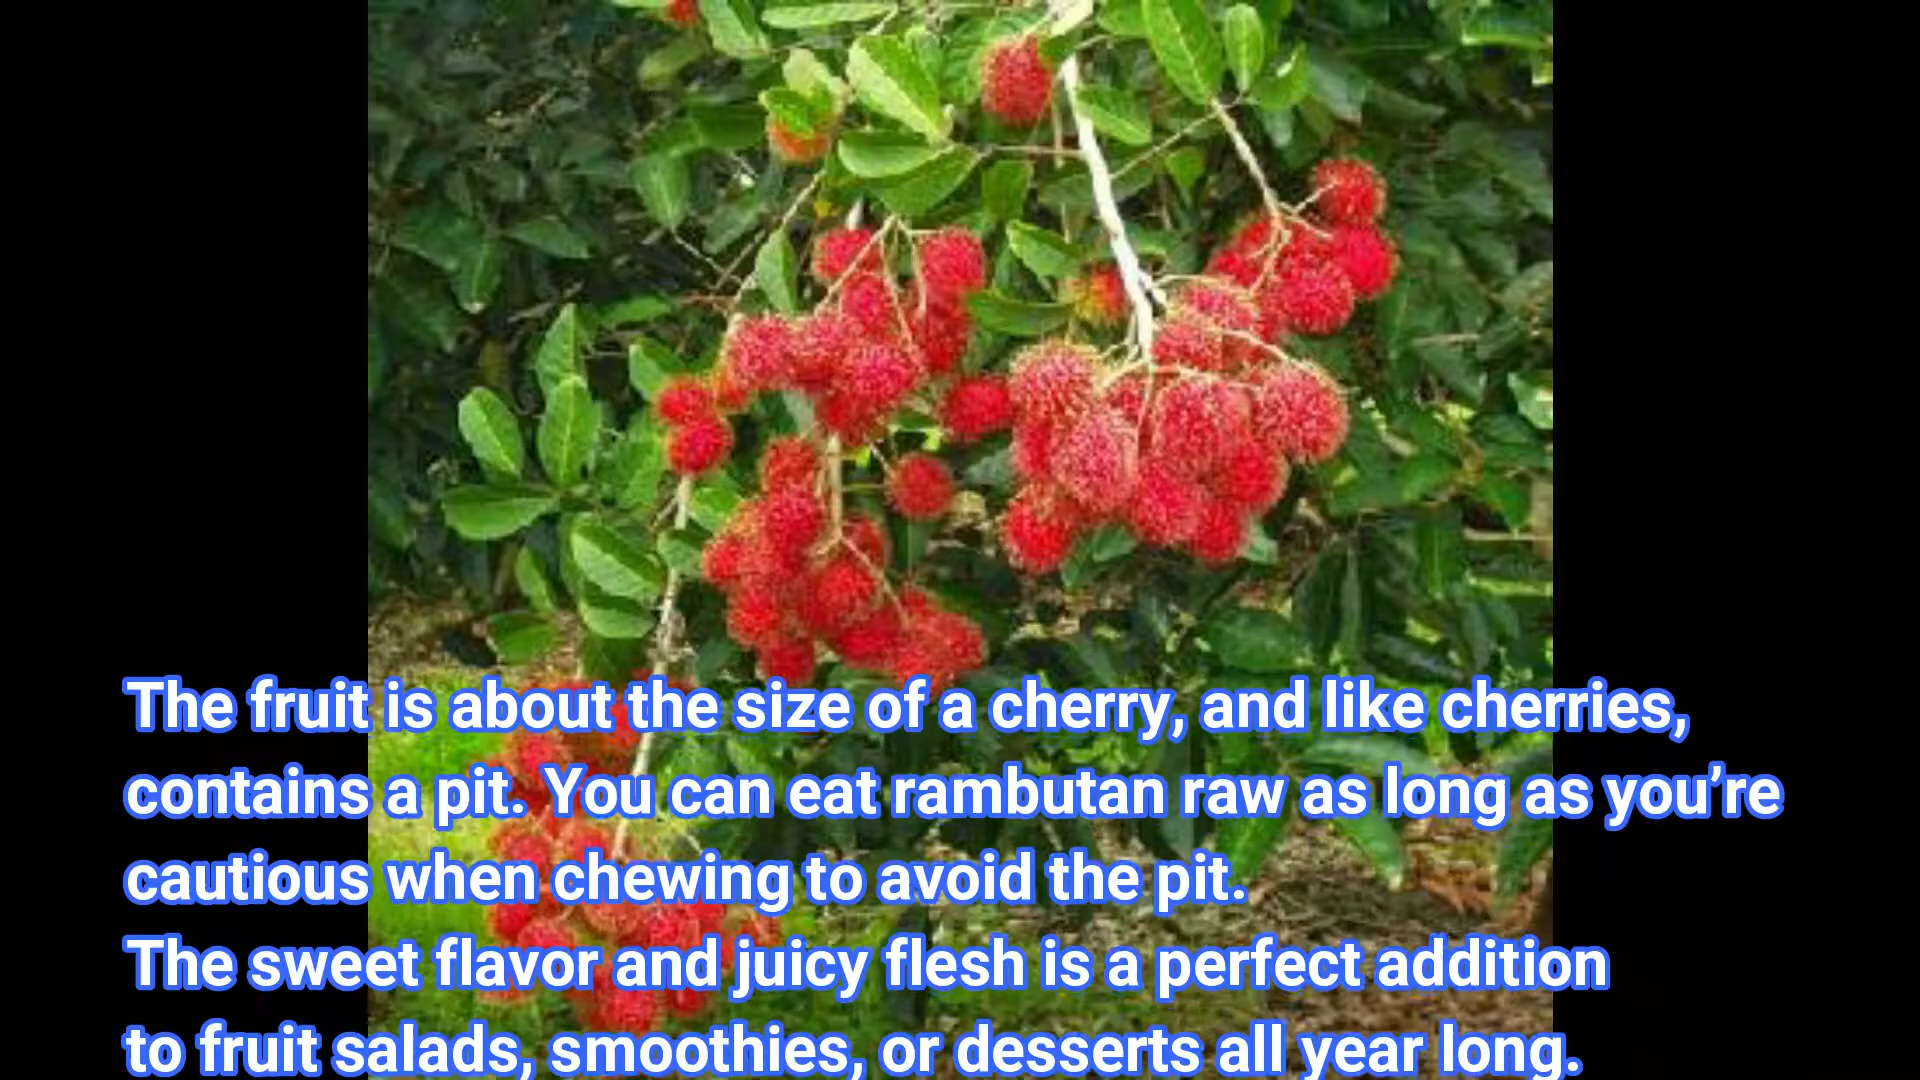 The fruit is about the size of a cherry, and like cherries,
contains a pit. You can eat rambutan raw as long as you’re
cautious when chewing to avoid the pit.
The sweet flavor and juicy flesh is a perfect addition
to fruit salads, smoothies, or desserts all year long.